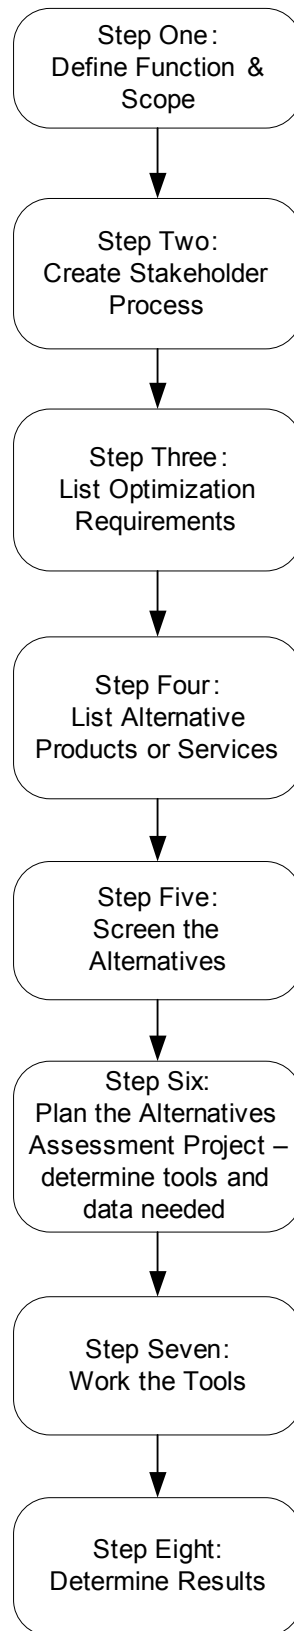 Step One:
Define Function &
Scope
Step Two:
Create Stakeholder
Process
Step Three:
List Optimization
Requirements
Step Four:
List Alternative
Products or Services
Step Five:
Screen the
Alternatives
Step Six:
Plan the Alternatives
Assessment Project –
determine tools and
data needed
Step Seven:
Work the Tools
Step Eight:
Determine Results